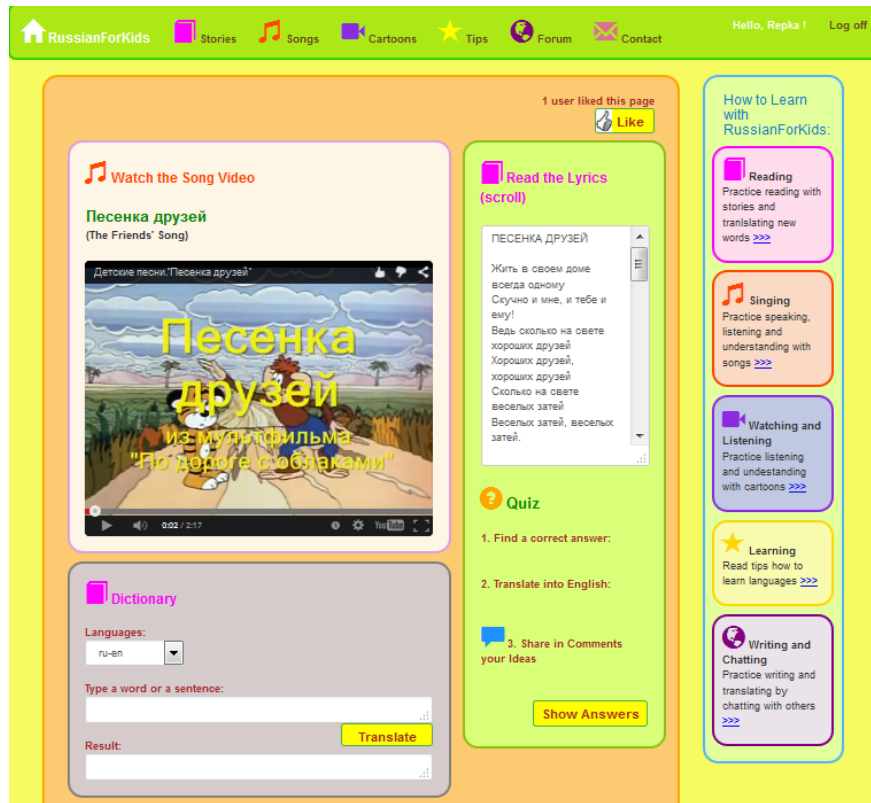 RussianForKids Stories Songs Cartoons Tips Forum Contact Hello, Repka ! Log off
1 user liked this page
Like
Watch the Song Video
Песенка друзей
(The Friends' Song)
Детские песни."Песенка друзей"
Песенка
друзей
из мультфильма
"По дороге с облаками"
0:02 / 2:17 YouTube
Dictionary
Languages:
ru-en
Type a word or a sentence:
Translate
Result:
Read the Lyrics
(scroll)
ПЕСЕНКА ДРУЗЕЙ
Жить в своем доме
всегда одному
Скучно и мне, и тебе и
ему!
Ведь сколько на свете
хороших друзей
Хороших друзей,
хороших друзей
Сколько на свете
веселых затей
Веселых затей, веселых
затей.
? Quiz
1. Find a correct answer:
2. Translate into English:
3. Share in Comments
your Ideas
Show Answers
How to Learn
with
RussianForKids:
Reading
Practice reading with
stories and
tranlslating new
words >>>
Singing
Practice speaking,
listening and
understanding with
songs >>>
Watching and
Listening
Practice listening
and undestanding
with cartoons >>>
Learning
Read tips how to
learn languages >>>
Writing and
Chatting
Practice writing and
translating by
chatting with others
>>>